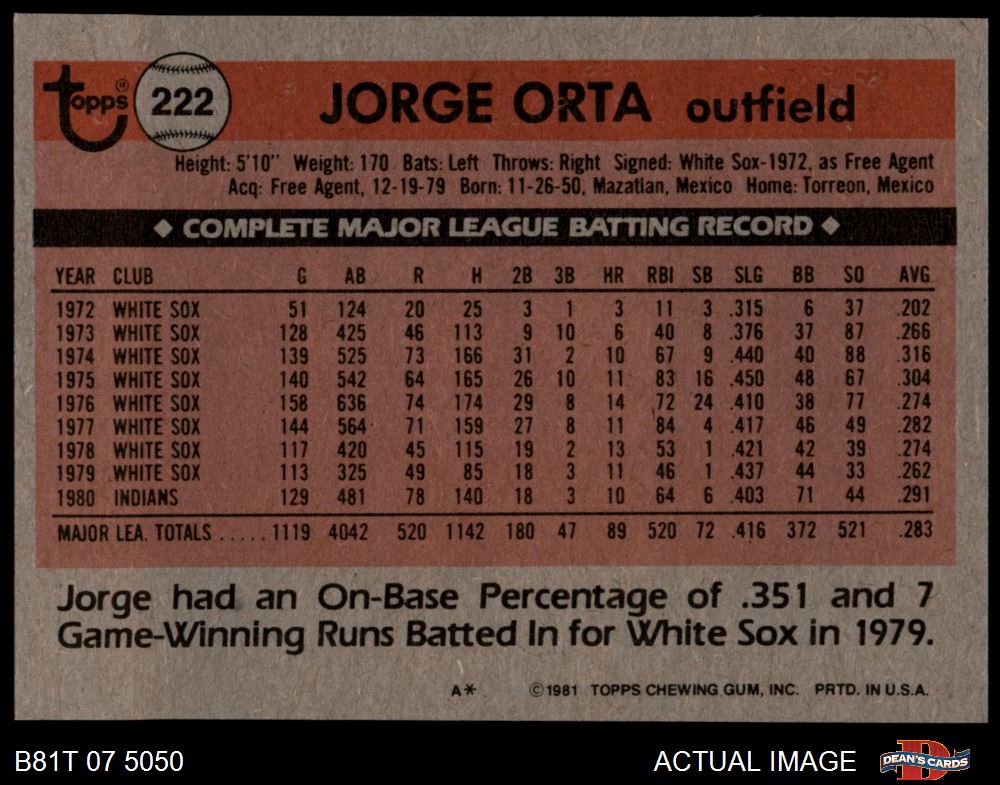 Topps ® 222 JORGE ORTA outfield
Height: 5'10" Weight: 170 Bats: Left Throws: Right Signed: White Sox-1972, as Free Agent
Acq: Free Agent, 12-19-79 Born: 11-26-50, Mazatlan, Mexico Home: Torreon, Mexico
◆ COMPLETE MAJOR LEAGUE BATTING RECORD ◆
YEAR CLUB G AB R H 2B 3B HR RBI SB SLG BB SO AVG
1972 WHITE SOX 51 124 20 25 3 1 3 11 3 .315 6 37 .202
1973 WHITE SOX 128 425 46 113 9 10 6 40 8 .376 37 87 .266
1974 WHITE SOX 139 525 73 166 31 2 10 67 9 .440 40 88 .316
1975 WHITE SOX 140 542 64 165 26 10 11 83 16 .450 48 67 .304
1976 WHITE SOX 158 636 74 174 29 8 14 72 24 .410 38 77 .274
1977 WHITE SOX 144 564 71 159 27 8 11 84 4 .417 46 49 .282
1978 WHITE SOX 117 420 45 115 19 2 13 53 1 .421 42 39 .274
1979 WHITE SOX 113 325 49 85 18 3 11 46 1 .437 44 33 .262
1980 INDIANS 129 481 78 140 18 3 10 64 6 .403 71 44 .291
MAJOR LEA. TOTALS ..... 1119 4042 520 1142 180 47 89 520 72 .416 372 521 .283
Jorge had an On-Base Percentage of .351 and 7
Game-Winning Runs Batted In for White Sox in 1979.
A* ©1981 TOPPS CHEWING GUM, INC. PRTD. IN U.S.A.
B81T 07 5050 ACTUAL IMAGE D DEAN'S CARDS